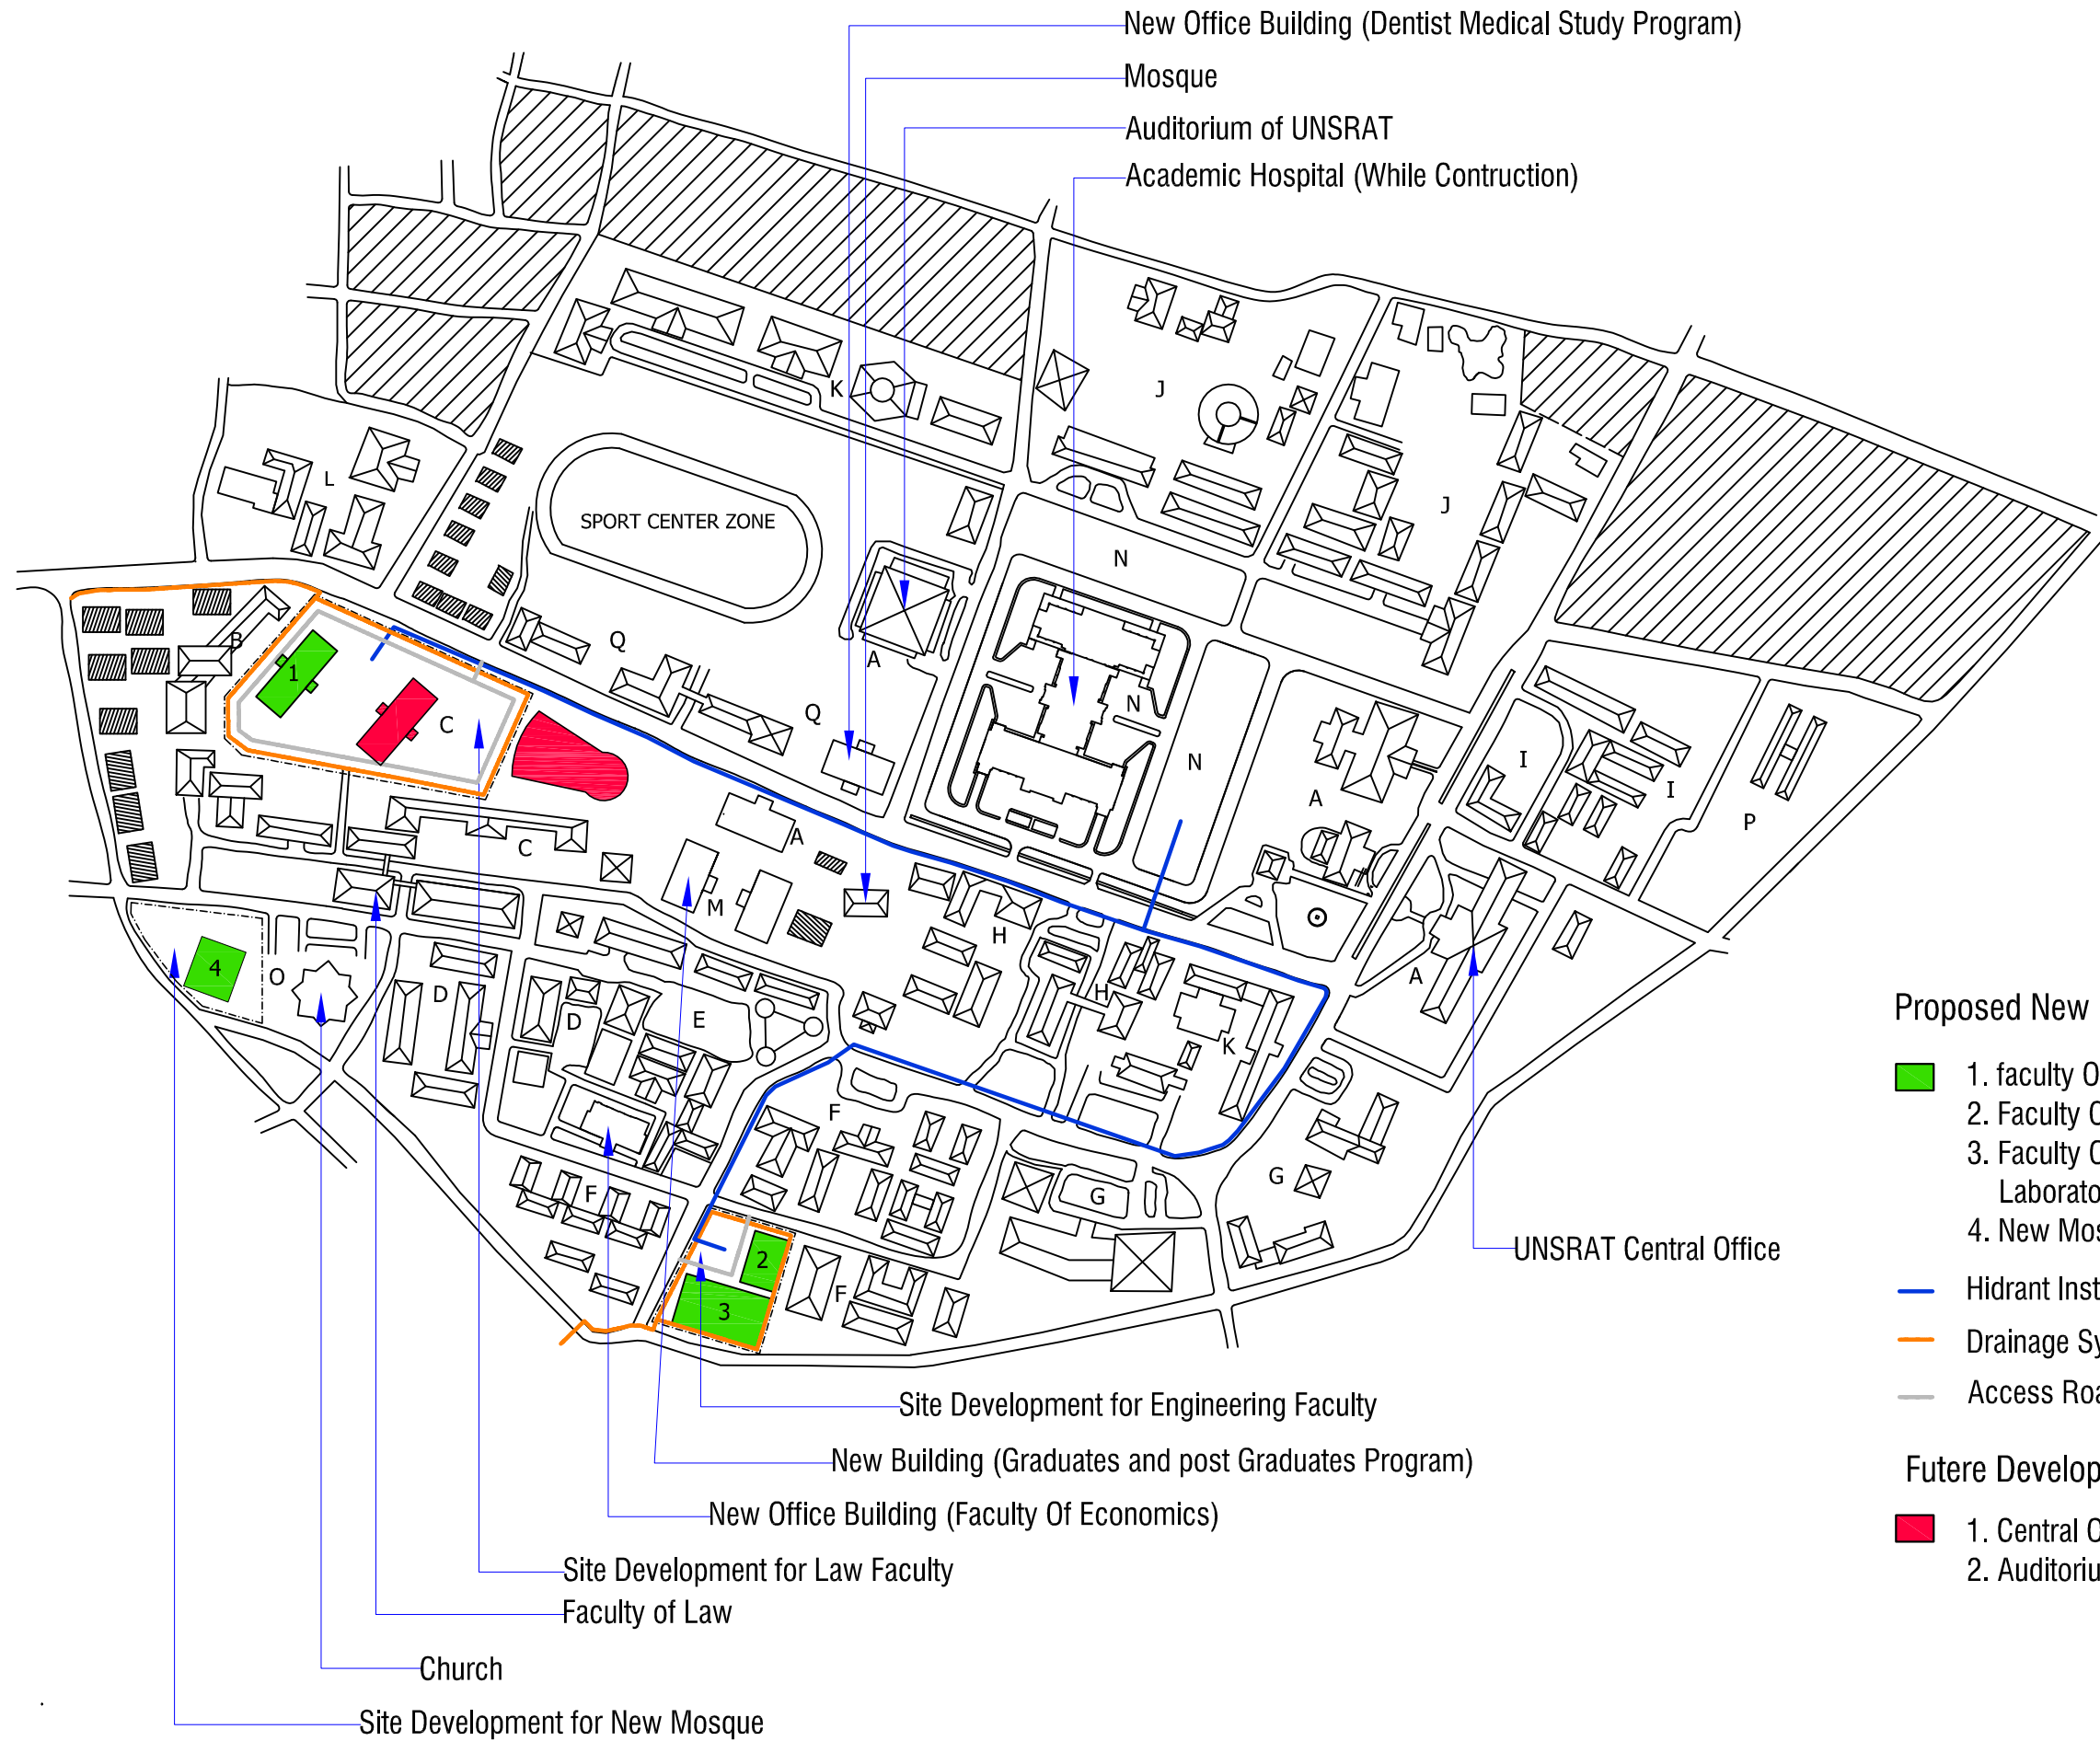 New Office Building (Dentist Medical Study Program)
Mosque
Auditorium of UNSRAT
Academic Hospital (While Contruction)
K
J
L
J
SPORT CENTER ZONE
N
B
Q
A
1
N
C
Q
N
I
A
I
P
C
A
M
H
O
4
D
D
E
H
A
K
F
F
G
G
2
3
F
Proposed New
1. faculty O
2. Faculty O
3. Faculty O
Laborato
4. New Mos
Hidrant Inst
Drainage Sy
Access Roa
Futere Develop
1. Central O
2. Auditoriu
UNSRAT Central Office
Site Development for Engineering Faculty
New Building (Graduates and post Graduates Program)
New Office Building (Faculty Of Economics)
Site Development for Law Faculty
Faculty of Law
Church
Site Development for New Mosque